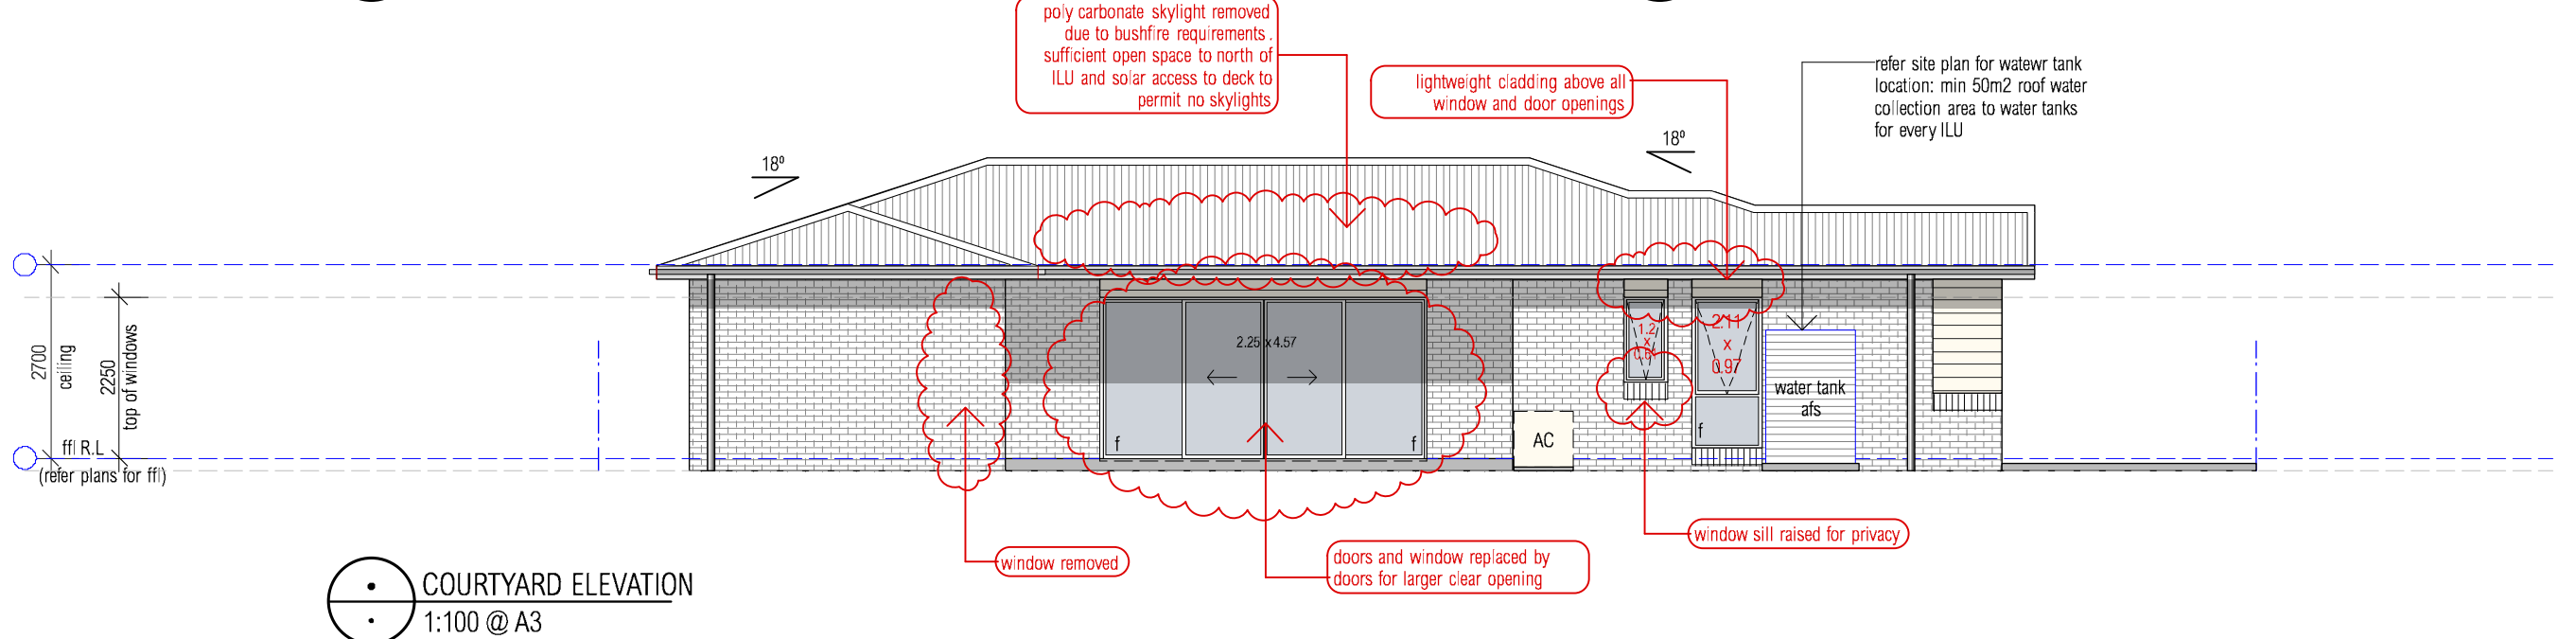 poly carbonate skylight removed
due to bushfire requirements .
sufficient open space to north of
ILU and solar access to deck to
permit no skylights
lightweight cladding above all
window and door openings
refer site plan for watewr tank
location: min 50m2 roof water
collection area to water tanks
for every ILU
18º
18º
2700
ceiling
2250
top of windows
ffl R.L
(refer plans for ffl)
2.25 x 4.57
f
f
AC
1.2
x
0.61
2.11
x
0.97
f
water tank
afs
window removed
doors and window replaced by
doors for larger clear opening
window sill raised for privacy
COURTYARD ELEVATION
1:100 @ A3